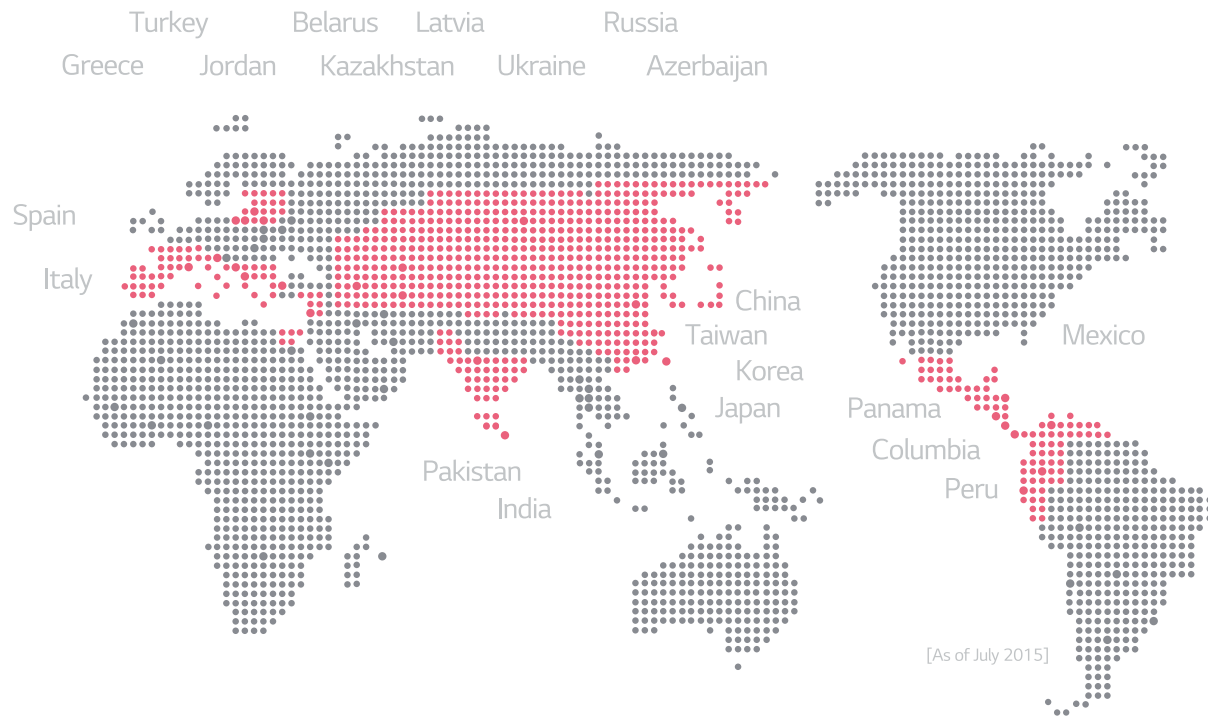 Turkey Belarus Latvia Russia
Greece Jordan Kazakhstan Ukraine Azerbaijan
Spain
Italy
China
Taiwan
Mexico
Korea
Japan
Panama
Columbia
Pakistan
Peru
India
[As of July 2015]